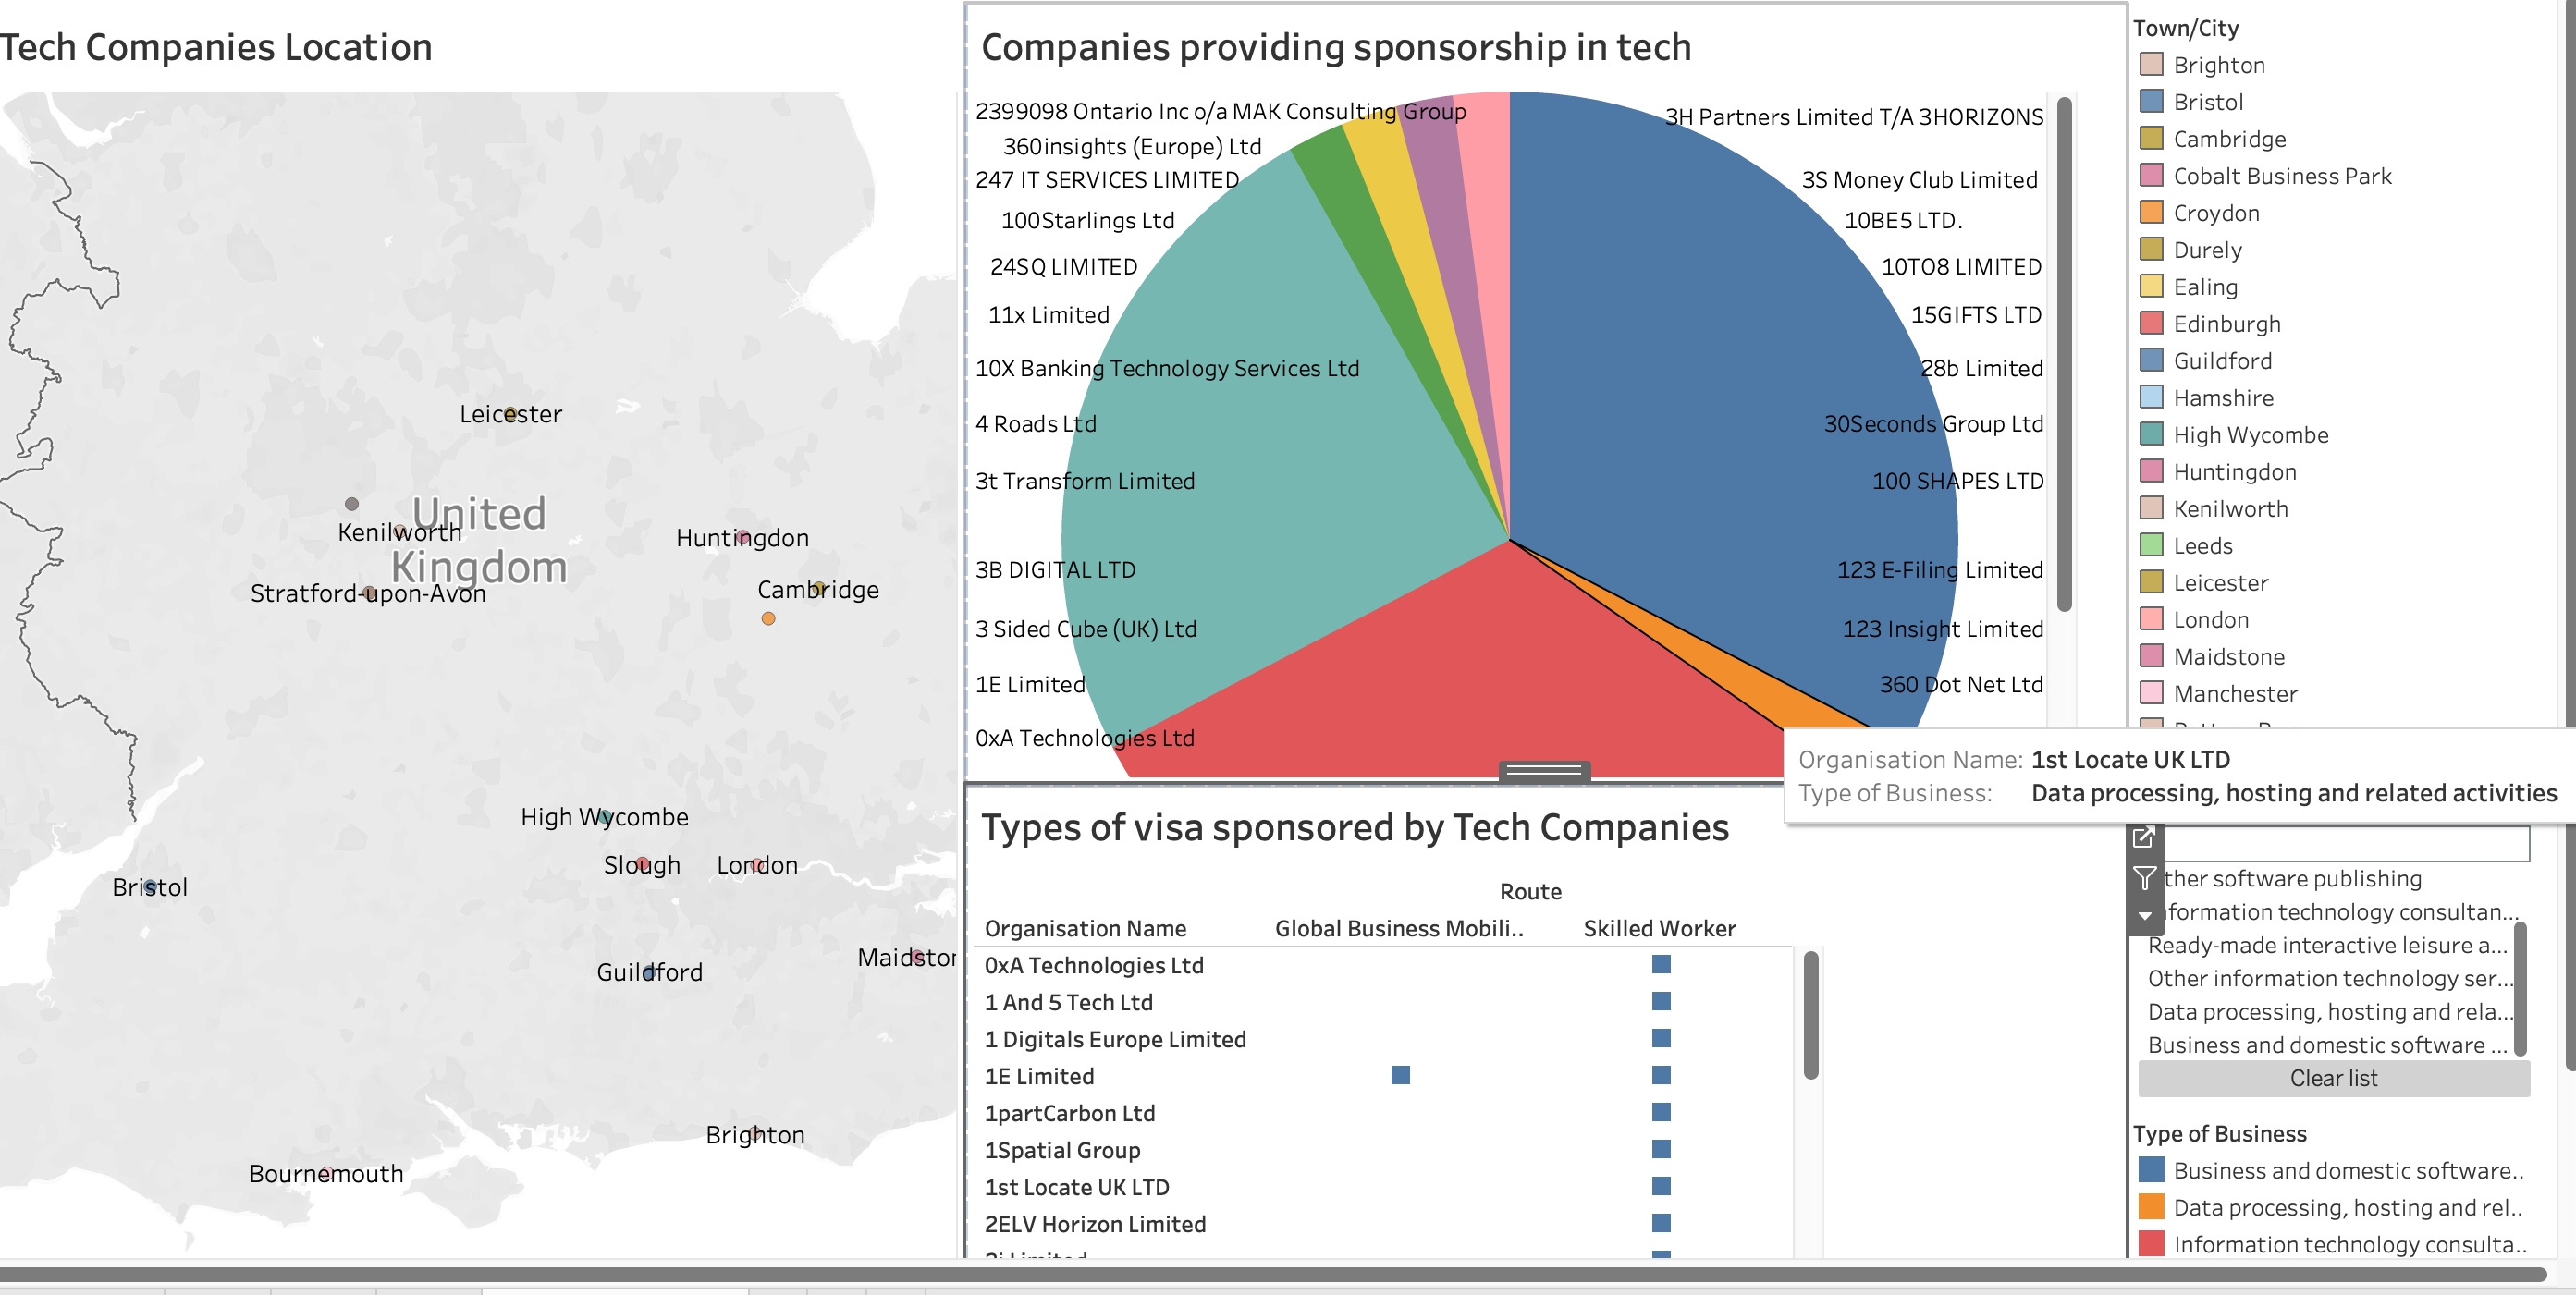 Tech Companies Location
Leicester
United
Kingdom
Kenilworth
Huntingdon
Stratford-upon-Avon
Cambridge
High Wycombe
Slough
London
Bristol
Guildford
Brighton
Bournemouth
Companies providing sponsorship in tech
2399098 Ontario Inc o/a MAK Consulting Group
3H Partners Limited T/A 3HORIZONS
360insights (Europe) Ltd
247 IT SERVICES LIMITED
3S Money Club Limited
100Starlings Ltd
10BE5 LTD.
24SQ LIMITED
10TO8 LIMITED
11x Limited
15GIFTS LTD
10X Banking Technology Services Ltd
28b Limited
4 Roads Ltd
30Seconds Group Ltd
3t Transform Limited
100 SHAPES LTD
3B DIGITAL LTD
123 E-Filing Limited
3 Sided Cube (UK) Ltd
123 Insight Limited
1E Limited
360 Dot Net Ltd
0xA Technologies Ltd
Organisation Name: 1st Locate UK LTD
Type of Business: Data processing, hosting and related activities
Types of visa sponsored by Tech Companies
Route
Organisation Name Global Business Mobili.. Skilled Worker
0xA Technologies Ltd
1 And 5 Tech Ltd
1 Digitals Europe Limited
1E Limited
1partCarbon Ltd
1Spatial Group
1st Locate UK LTD
2ELV Horizon Limited
Town/City
Brighton
Bristol
Cambridge
Cobalt Business Park
Croydon
Durely
Ealing
Edinburgh
Guildford
Hamshire
High Wycombe
Huntingdon
Kenilworth
Leeds
Leicester
London
Maidstone
Manchester
ther software publishing
nformation technology consultan...
Ready-made interactive leisure a...
Other information technology ser...
Data processing, hosting and rela...
Business and domestic software ...
Clear list
Type of Business
Business and domestic software..
Data processing, hosting and rel..
Information technology consulta..